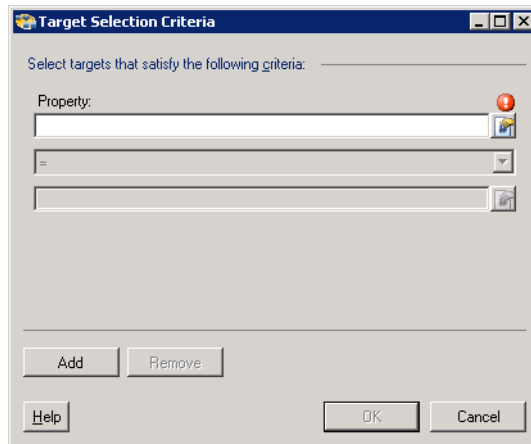 Target Selection Criteria
Select targets that satisfy the following criteria:
Property:
=
Add Remove
Help OK Cancel